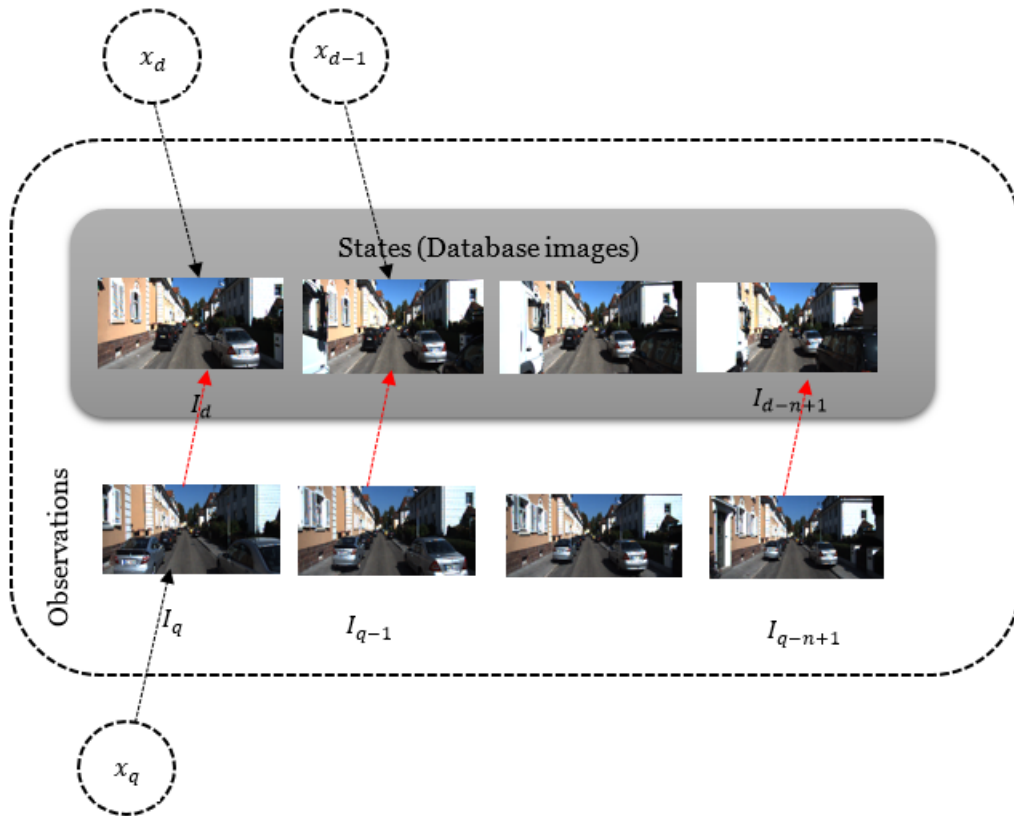 x_d
x_{d-1}
States (Database images)
I_d
I_{d-n+1}
Observations
I_q
I_{q-1}
I_{q-n+1}
x_q